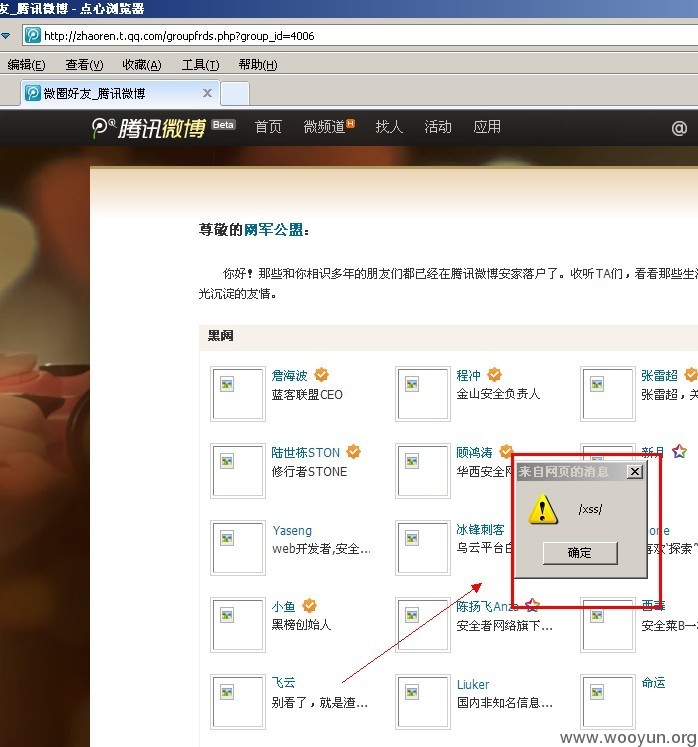 友_腾讯微博 - 点心浏览器
http://zhaoren.t.qq.com/groupfrds.php?group_id=4006
编辑(E) 查看(V) 收藏(A) 工具(T) 帮助(H)
微圈好友_腾讯微博
腾讯微博 Beta 首页 微频道 H 找人 活动 应用 @
尊敬的网军公盟：
你好！那些和你相识多年的朋友们都已经在腾讯微博安家落户了。收听TA们，看看那些生
光沉淀的友情。
黑阿
詹海波 程冲 张雷超
蓝客联盟CEO 金山安全负责人 张雷超，关
陆世栋STON 顾鸿涛 新月
修行者STONE 华西安全网
来自网页的消息
/xss/
确定
Yaseng 冰锋刺客 one
web开发者,安全... 乌云平台白 喜欢'探索~
小鱼 陈扬飞Anza 西毒
黑榜创始人 安全者网络旗下... 安全菜B一
飞云 Liuker 命运
别看了，就是渣... 国内非知名信息...
www.wooyun.org